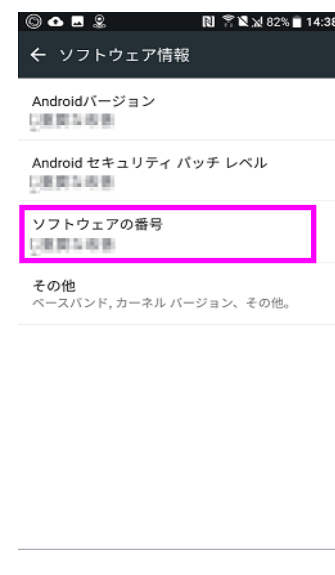 82% 14:38
ソフトウェア情報
Androidバージョン
Android セキュリティ パッチ レベル
ソフトウェアの番号
その他
ベースバンド, カーネル バージョン、その他。